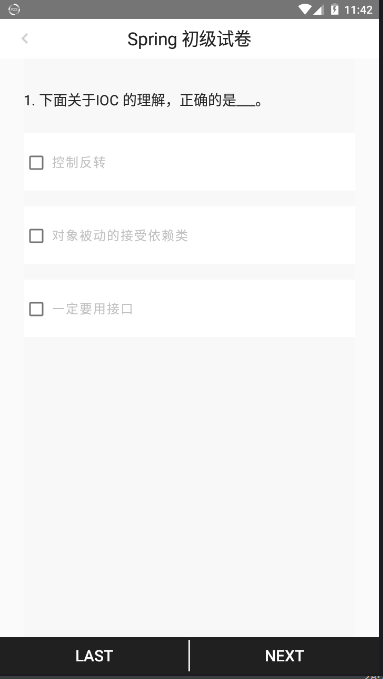 11:42
Spring 初级试卷
1. 下面关于IOC 的理解，正确的是___。
控制反转
对象被动的接受依赖类
一定要用接口
LAST
NEXT